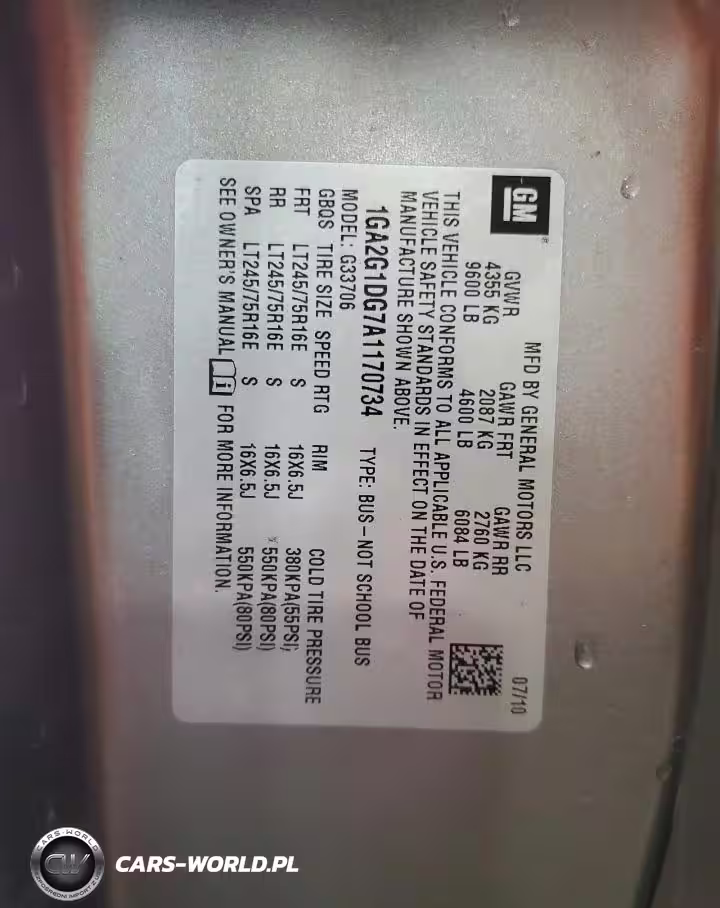 GM
MFD BY GENERAL MOTORS LLC 07/10
GVWR GAWR FRT GAWR RR
4355 KG 2087 KG 2760 KG
9600 LB 4600 LB 6084 LB
THIS VEHICLE CONFORMS TO ALL APPLICABLE U.S. FEDERAL MOTOR
VEHICLE SAFETY STANDARDS IN EFFECT ON THE DATE OF
MANUFACTURE SHOWN ABOVE.
1GA2G1DG7A1170734 TYPE: BUS – NOT SCHOOL BUS
MODEL: G33706
GBQS TIRE SIZE SPEED RTG RIM COLD TIRE PRESSURE
FRT LT245/75R16E S 16X6.5J 380KPA(55PSI)
RR LT245/75R16E S 16X6.5J 550KPA(80PSI)
SPA LT245/75R16E S 16X6.5J 550KPA(80PSI)
SEE OWNER'S MANUAL FOR MORE INFORMATION.
CARS-WORLD
CW
CARS-WORLD.PL